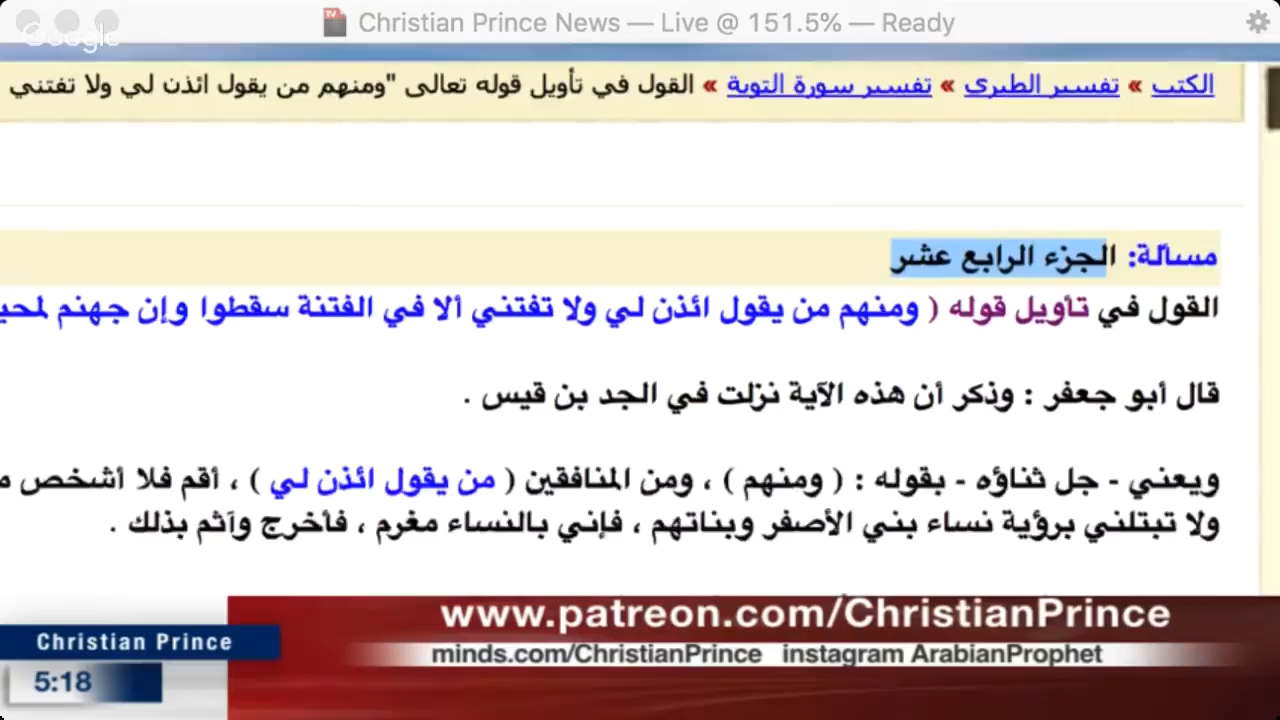 Christian Prince News — Live @ 151.5% — Ready
Google
الكتب » تفسير الطبري » تفسير سورة التوبة » القول في تأويل قوله تعالى "ومنهم من يقول ائذن لي ولا تفتني
مسألة: الجزء الرابع عشر
القول في تأويل قوله ( ومنهم من يقول ائذن لي ولا تفتني ألا في الفتنة سقطوا وإن جهنم
قال أبو جعفر : وذكر أن هذه الآية نزلت في الجد بن قيس .
ويعني - جل ثناؤه - بقوله : ( ومنهم ) ، ومن المنافقين ( من يقول ائذن لي ) ، أقم فلا أشخص
ولا تبتلني برؤية نساء بني الأصفر وبناتهم ، فإني بالنساء مغرم ، فأخرج وآثم بذلك .
www.patreon.com/ChristianPrince
Christian Prince
minds.com/ChristianPrince instagram ArabianProphet
5:18